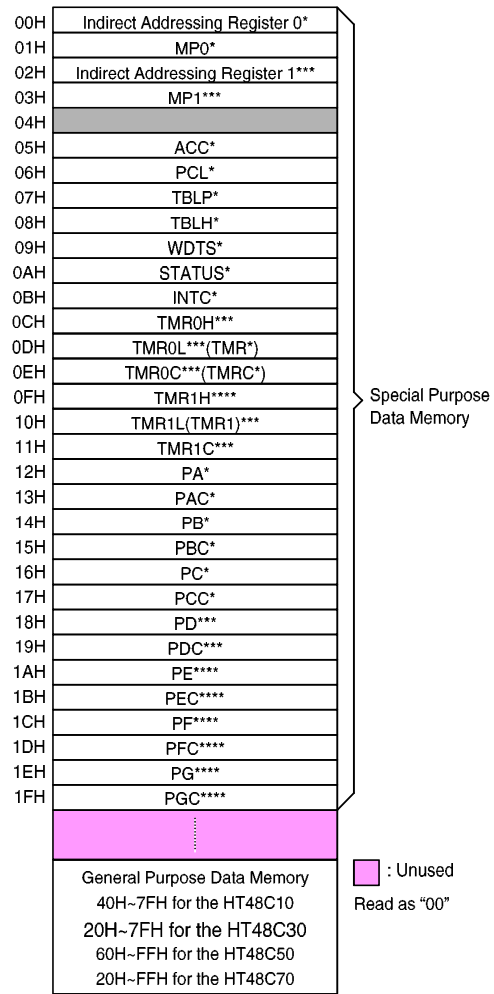 00H Indirect Addressing Register 0*
01H MP0*
02H Indirect Addressing Register 1***
03H MP1***
04H
05H ACC*
06H PCL*
07H TBLP*
08H TBLH*
09H WDTS*
0AH STATUS*
0BH INTC*
0CH TMR0H***
0DH TMR0L***(TMR*)
0EH TMR0C***(TMRC*)
0FH TMR1H****
10H TMR1L(TMR1)***
11H TMR1C***
12H PA*
13H PAC*
14H PB*
15H PBC*
16H PC*
17H PCC*
18H PD***
19H PDC***
1AH PE****
1BH PEC****
1CH PF****
1DH PFC****
1EH PG****
1FH PGC****
Special Purpose
Data Memory
General Purpose Data Memory
40H~7FH for the HT48C10
20H~7FH for the HT48C30
60H~FFH for the HT48C50
20H~FFH for the HT48C70
: Unused
Read as “00”